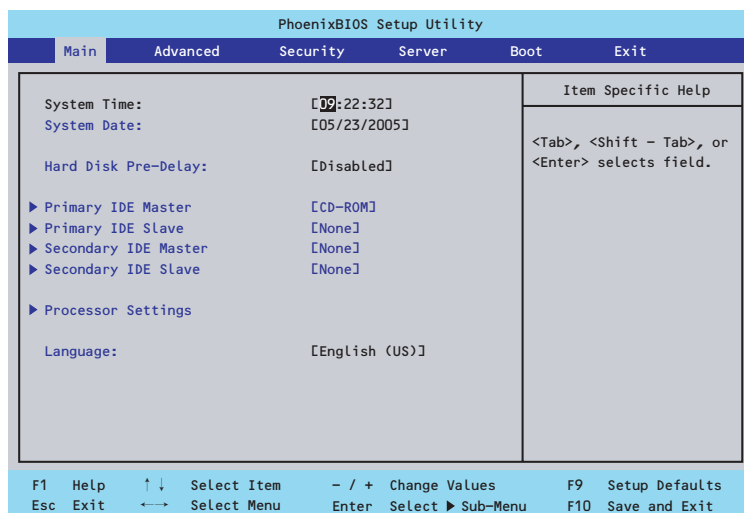 PhoenixBIOS Setup Utility
Main Advanced Security Server Boot Exit
System Time: [09:22:32]
System Date: [05/23/2005]
Hard Disk Pre-Delay: [Disabled]
▶ Primary IDE Master [CD-ROM]
▶ Primary IDE Slave [None]
▶ Secondary IDE Master [None]
▶ Secondary IDE Slave [None]
▶ Processor Settings
Language: [English (US)]
Item Specific Help
<Tab>, <Shift - Tab>, or
<Enter> selects field.
F1 Help ↑↓ Select Item - / + Change Values F9 Setup Defaults
Esc Exit ←→ Select Menu Enter Select ▶ Sub-Menu F10 Save and Exit